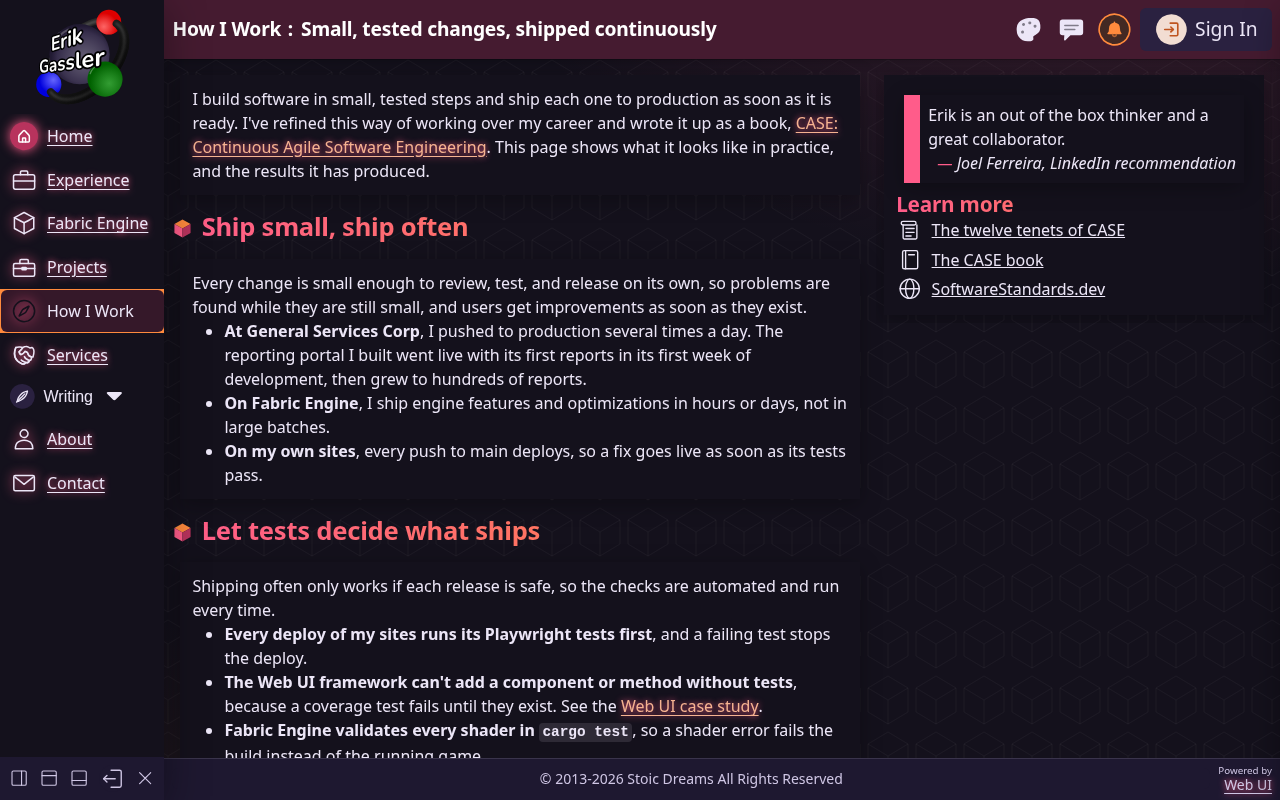 Erik
Gassler
Home
Experience
Fabric Engine
Projects
How I Work
Services
Writing
About
Contact
How I Work : Small, tested changes, shipped continuously
Sign In
I build software in small, tested steps and ship each one to production as soon as it is
ready. I've refined this way of working over my career and wrote it up as a book, CASE:
Continuous Agile Software Engineering. This page shows what it looks like in practice,
and the results it has produced.
Ship small, ship often
Every change is small enough to review, test, and release on its own, so problems are
found while they are still small, and users get improvements as soon as they exist.
• At General Services Corp, I pushed to production several times a day. The
reporting portal I built went live with its first reports in its first week of
development, then grew to hundreds of reports.
• On Fabric Engine, I ship engine features and optimizations in hours or days, not in
large batches.
• On my own sites, every push to main deploys, so a fix goes live as soon as its tests
pass.
Let tests decide what ships
Shipping often only works if each release is safe, so the checks are automated and run
every time.
• Every deploy of my sites runs its Playwright tests first, and a failing test stops
the deploy.
• The Web UI framework can't add a component or method without tests,
because a coverage test fails until they exist. See the Web UI case study.
• Fabric Engine validates every shader in cargo test, so a shader error fails the
build instead of the running game.
Erik is an out of the box thinker and a
great collaborator.
— Joel Ferreira, LinkedIn recommendation
Learn more
The twelve tenets of CASE
The CASE book
SoftwareStandards.dev
© 2013-2026 Stoic Dreams All Rights Reserved
Powered by
Web UI